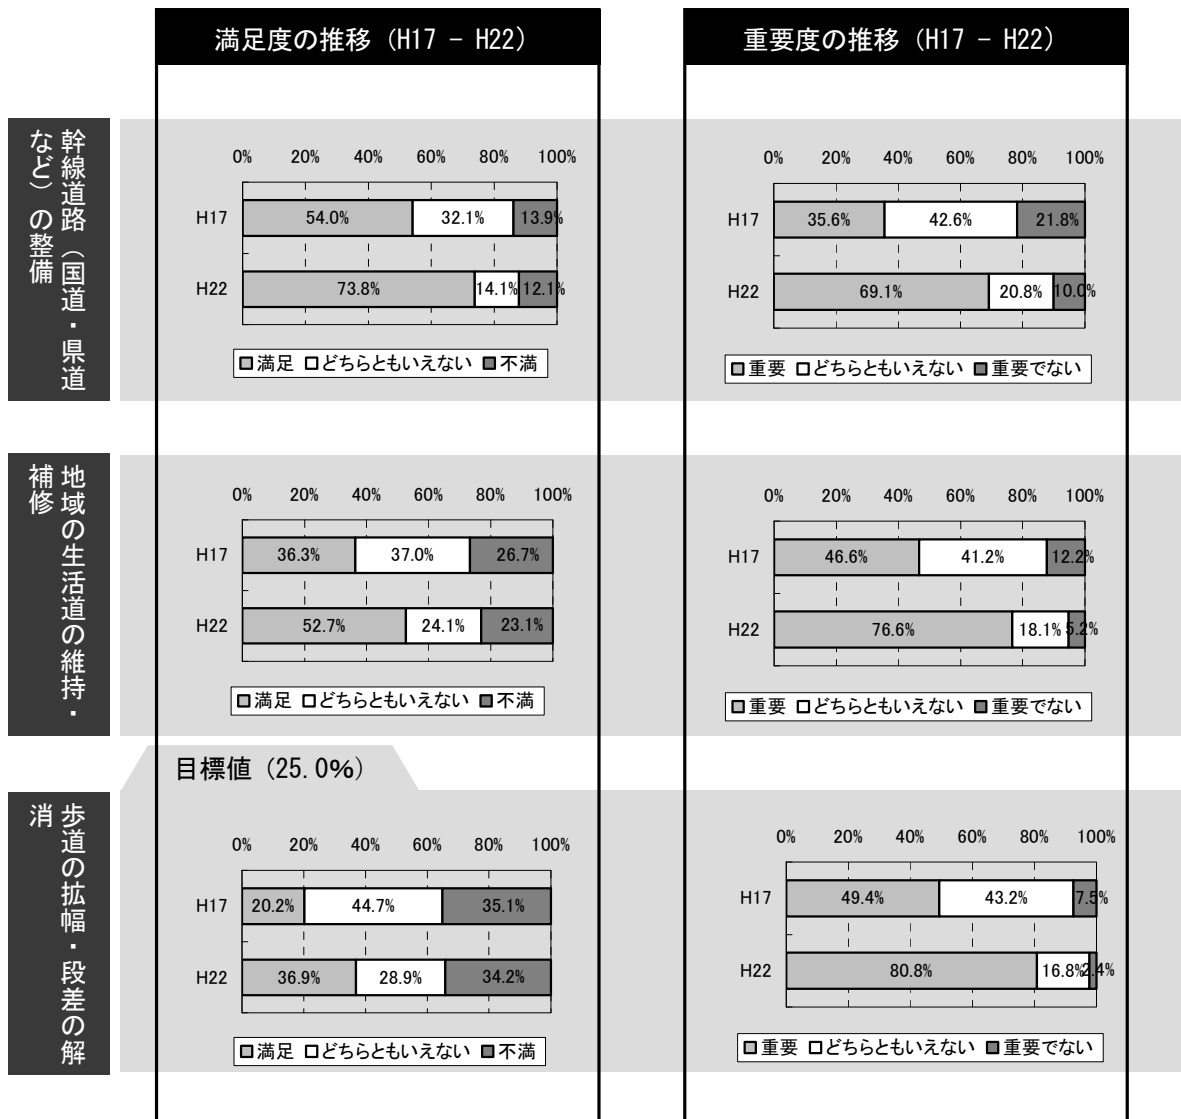 満足度の推移（H17 － H22）
重要度の推移（H17 － H22）
幹線道路（国道・県道
など）の整備
0% 20% 40% 60% 80% 100%
H17 54.0% 32.1% 13.9%
H22 73.8% 14.1% 12.1%
満足 どちらともいえない 不満
0% 20% 40% 60% 80% 100%
H17 35.6% 42.6% 21.8%
H22 69.1% 20.8% 10.0%
重要 どちらともいえない 重要でない
地域の生活道の維持・
補修
0% 20% 40% 60% 80% 100%
H17 36.3% 37.0% 26.7%
H22 52.7% 24.1% 23.1%
満足 どちらともいえない 不満
0% 20% 40% 60% 80% 100%
H17 46.6% 41.2% 12.2%
H22 76.6% 18.1% 5.2%
重要 どちらともいえない 重要でない
目標値（25.0%）
歩道の拡幅・段差の解
消
0% 20% 40% 60% 80% 100%
H17 20.2% 44.7% 35.1%
H22 36.9% 28.9% 34.2%
満足 どちらともいえない 不満
0% 20% 40% 60% 80% 100%
H17 49.4% 43.2% 7.5%
H22 80.8% 16.8% 2.4%
重要 どちらともいえない 重要でない